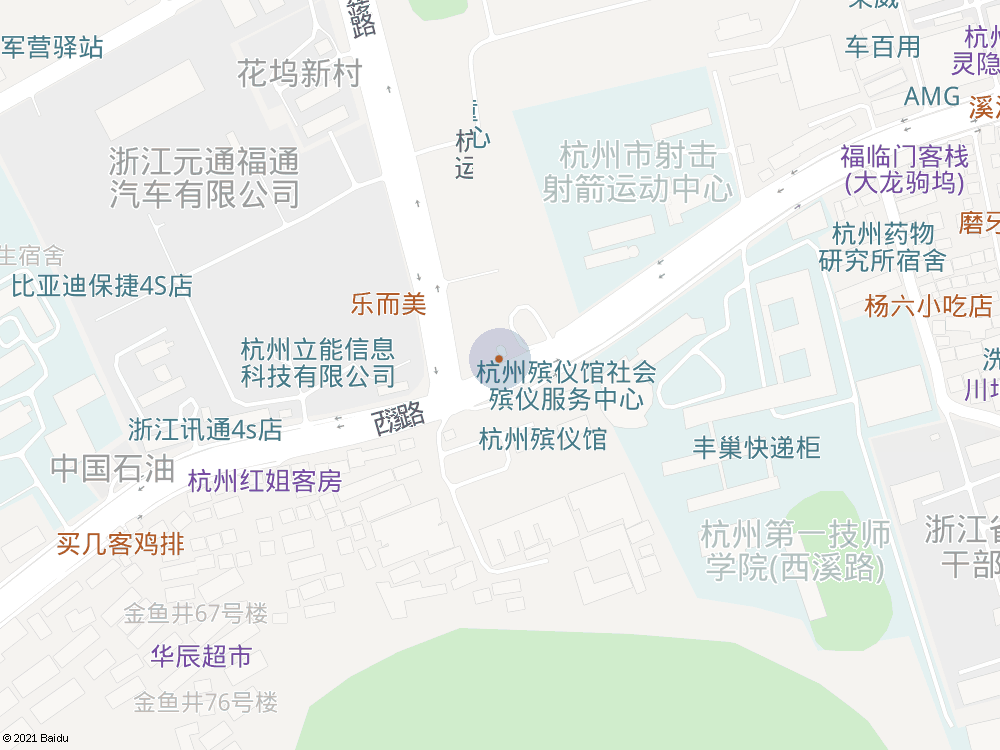 军营驿站
花坞新村
浙江元通福通
汽车有限公司
生宿舍
比亚迪保捷4S店
乐而美
杭州立能信息
科技有限公司
浙江讯通4s店
中国石油
西溪路
杭州红姐客房
买几客鸡排
金鱼井67号楼
华辰超市
金鱼井76号楼
杭州市射击
射箭运动中心
车百用
杭州
灵隐
AMG
福临门客栈
(大龙驹坞)
磨牙
杭州药物
研究所宿舍
杨六小吃店
杭州殡仪馆社会
殡仪服务中心
杭州殡仪馆
丰巢快递柜
杭州第一技师
学院(西溪路)
浙江省
干部
© 2021 Baidu